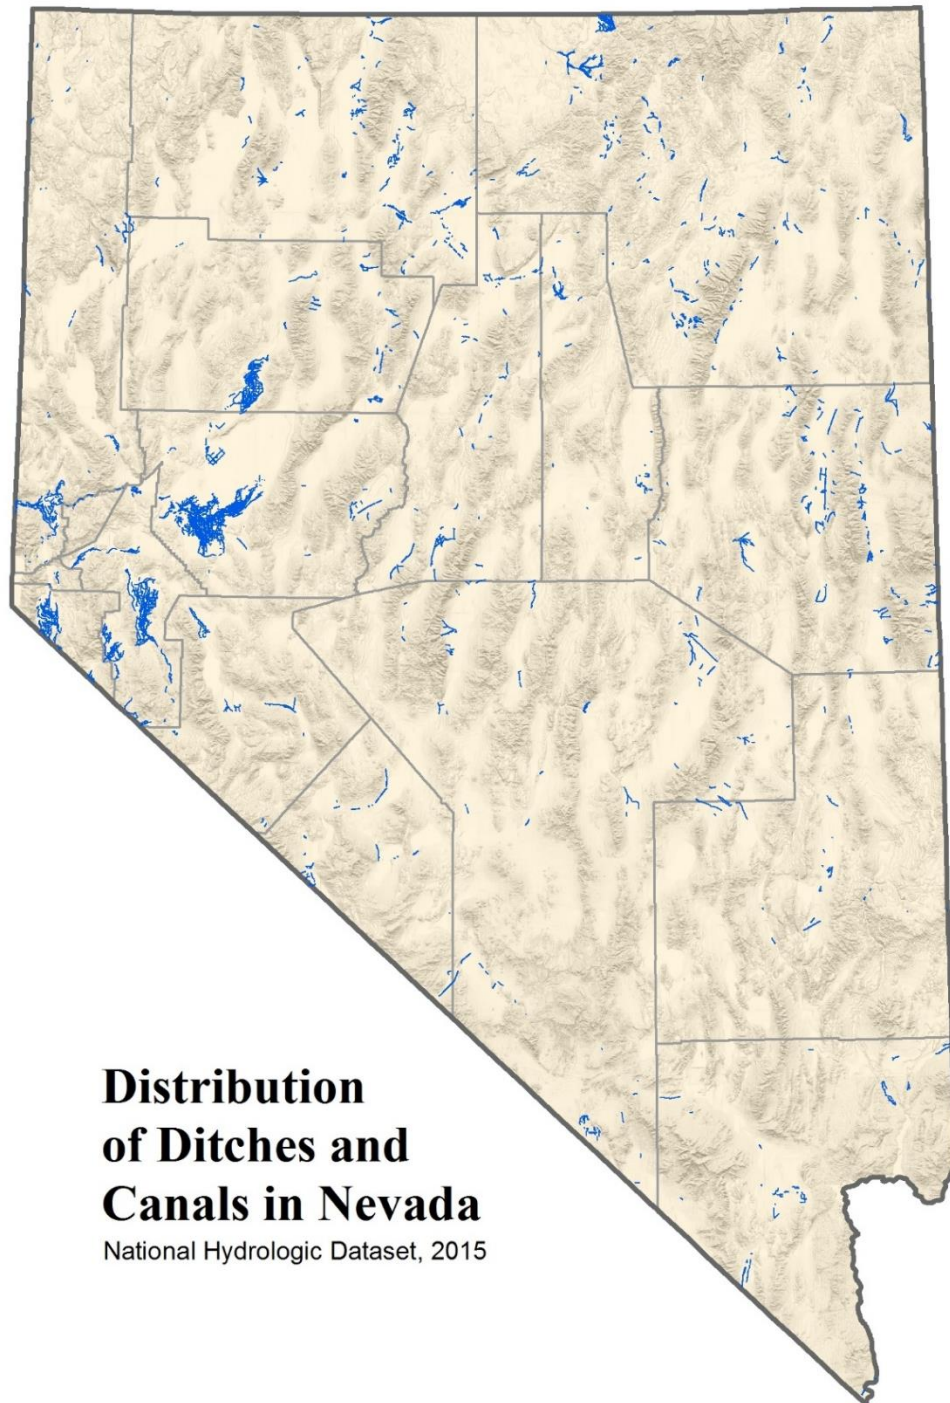 Distribution
of Ditches and
Canals in Nevada
National Hydrologic Dataset, 2015